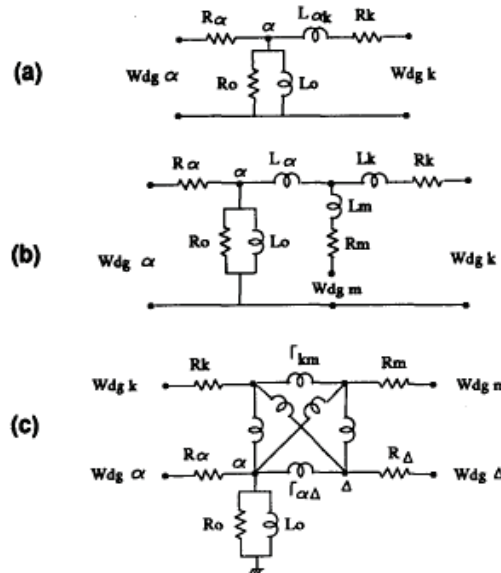 (a)
Rα α Lαk Rk
Wdg α Ro Lo Wdg k
(b)
Rα α Lα Lk Rk
Lm
Ro Lo Rm
Wdg α Wdg m Wdg k
(c)
Γkm
Rk Rm
Wdg k Wdg m
Rα α RΔ
Wdg α ΓαΔ Δ Wdg Δ
Ro Lo